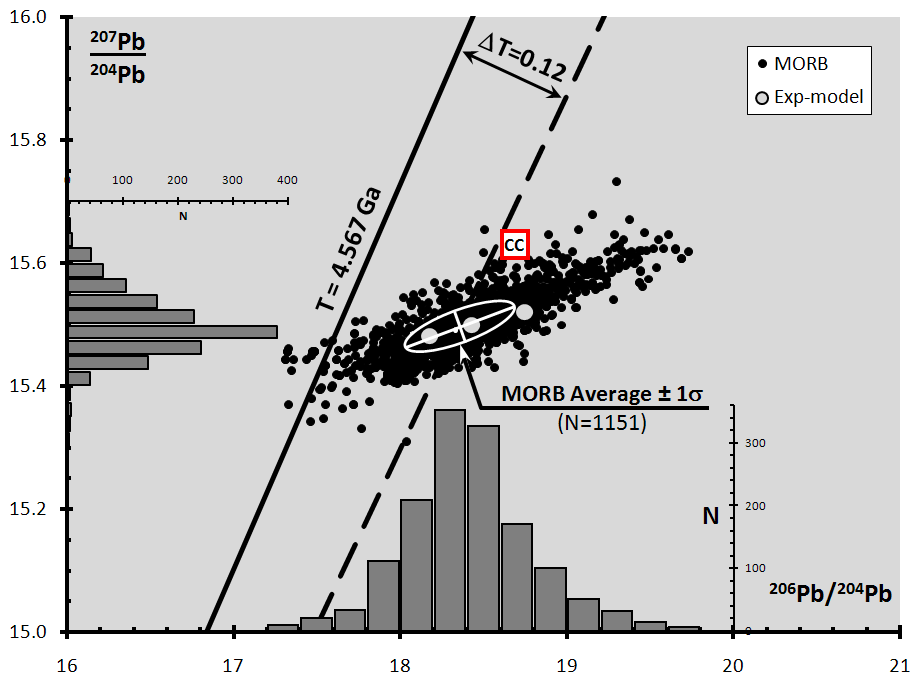 16.0
15.8
15.6
15.4
15.2
15.0
²⁰⁷Pb
²⁰⁴Pb
ΔT=0.12
MORB
Exp-model
0 100 200 300 400
N
T = 4.567 Ga
CC
MORB Average ± 1σ
(N=1151)
300
200
100
0
N
²⁰⁶Pb/²⁰⁴Pb
16 17 18 19 20 21